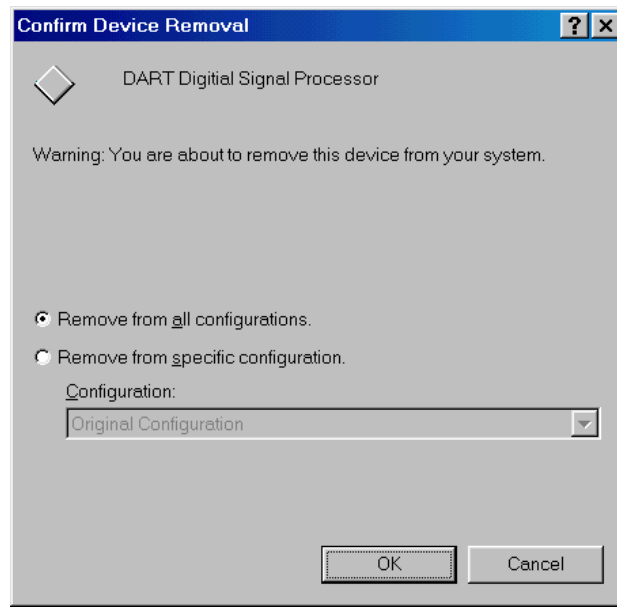 Confirm Device Removal
DART Digitial Signal Processor
Warning: You are about to remove this device from your system.
Remove from all configurations.
Remove from specific configuration.
Configuration:
Original Configuration
OK Cancel